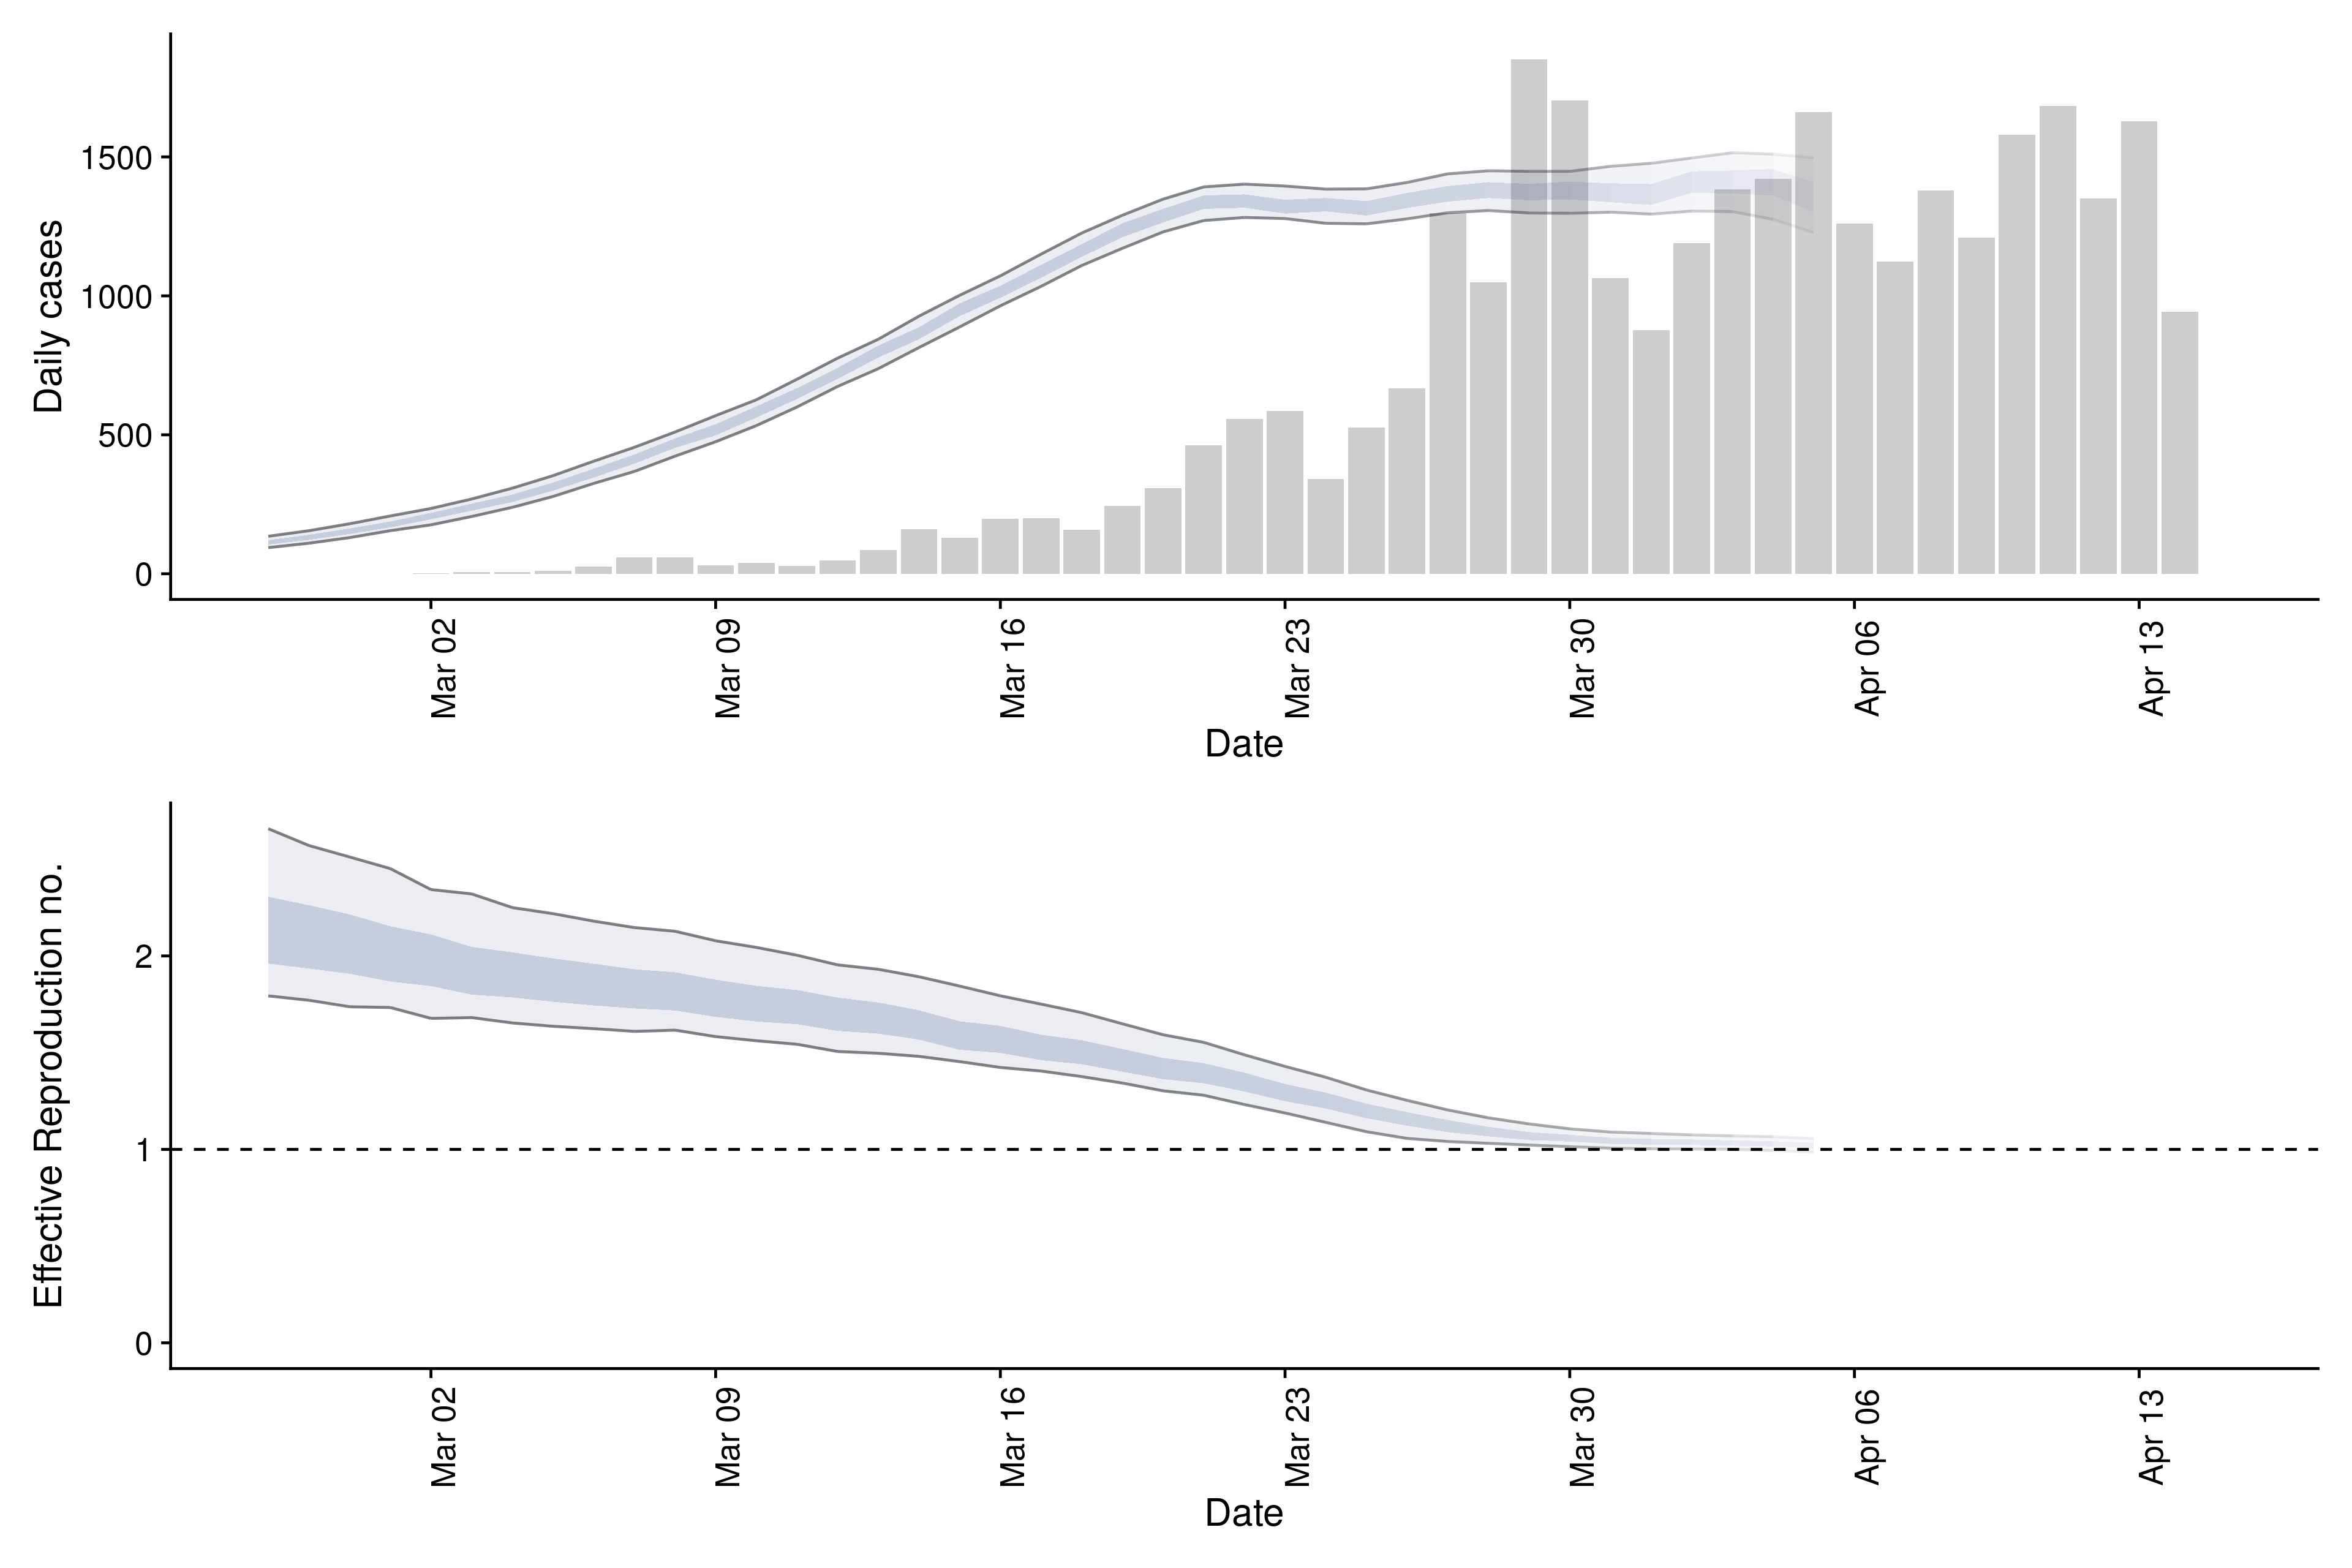 Daily cases
1500
1000
500
0
Mar 02
Mar 09
Mar 16
Mar 23
Mar 30
Apr 06
Apr 13
Date
Effective Reproduction no.
2
1
0
Mar 02
Mar 09
Mar 16
Mar 23
Mar 30
Apr 06
Apr 13
Date